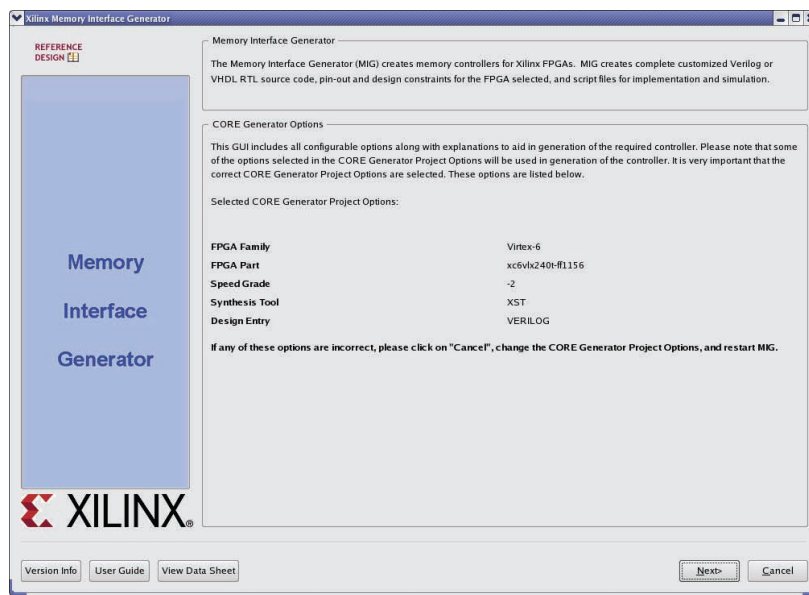 Xilinx Memory Interface Generator
REFERENCE
DESIGN
Memory
Interface
Generator
XILINX®
Memory Interface Generator
The Memory Interface Generator (MIG) creates memory controllers for Xilinx FPGAs. MIG creates complete customized Verilog or
VHDL RTL source code, pin-out and design constraints for the FPGA selected, and script files for implementation and simulation.
CORE Generator Options
This GUI includes all configurable options along with explanations to aid in generation of the required controller. Please note that some
of the options selected in the CORE Generator Project Options will be used in generation of the controller. It is very important that the
correct CORE Generator Project Options are selected. These options are listed below.
Selected CORE Generator Project Options:
FPGA Family Virtex-6
FPGA Part xc6vlx240t-ff1156
Speed Grade -2
Synthesis Tool XST
Design Entry VERILOG
If any of these options are incorrect, please click on "Cancel", change the CORE Generator Project Options, and restart MIG.
Version Info User Guide View Data Sheet Next> Cancel